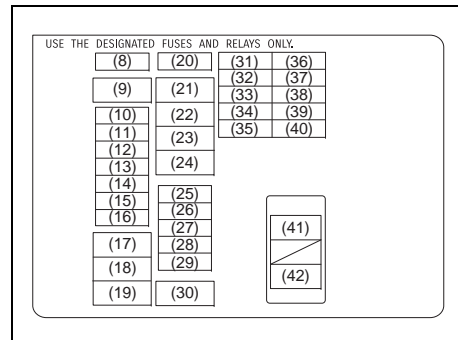 USE THE DESIGNATED FUSES AND RELAYS ONLY.
(8) (20) (31) (36)
(32) (37)
(9) (21) (33) (38)
(10) (22) (34) (39)
(11) (23) (35) (40)
(12)
(13) (24)
(14)
(15) (25)
(16) (26)
(27) (41)
(17) (28)
(18) (29) (42)
(19) (30)